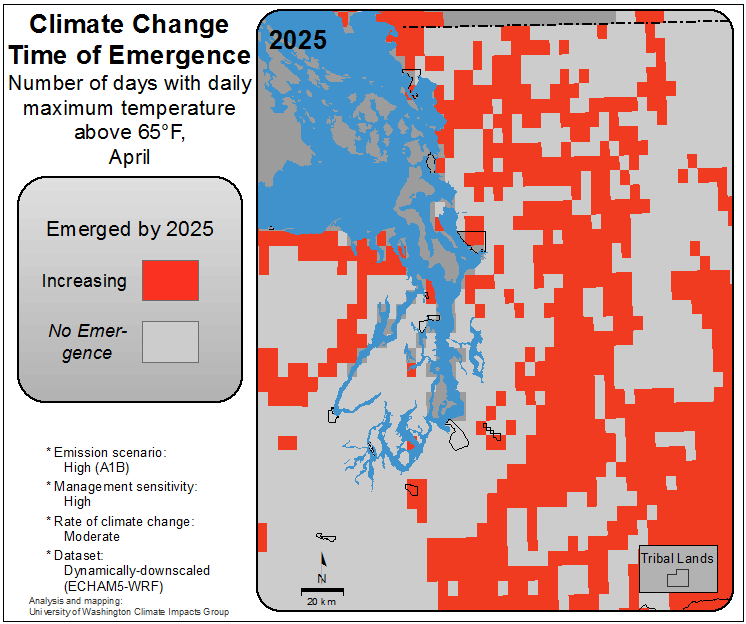 Climate Change
Time of Emergence
Number of days with daily
maximum temperature
above 65°F,
April
Emerged by 2025
Increasing
No Emer-
gence
* Emission scenario:
High (A1B)
* Management sensitivity:
High
* Rate of climate change:
Moderate
* Dataset:
Dynamically-downscaled
(ECHAM5-WRF)
Analysis and mapping:
University of Washington Climate Impacts Group
2025
N
20 km
Tribal Lands